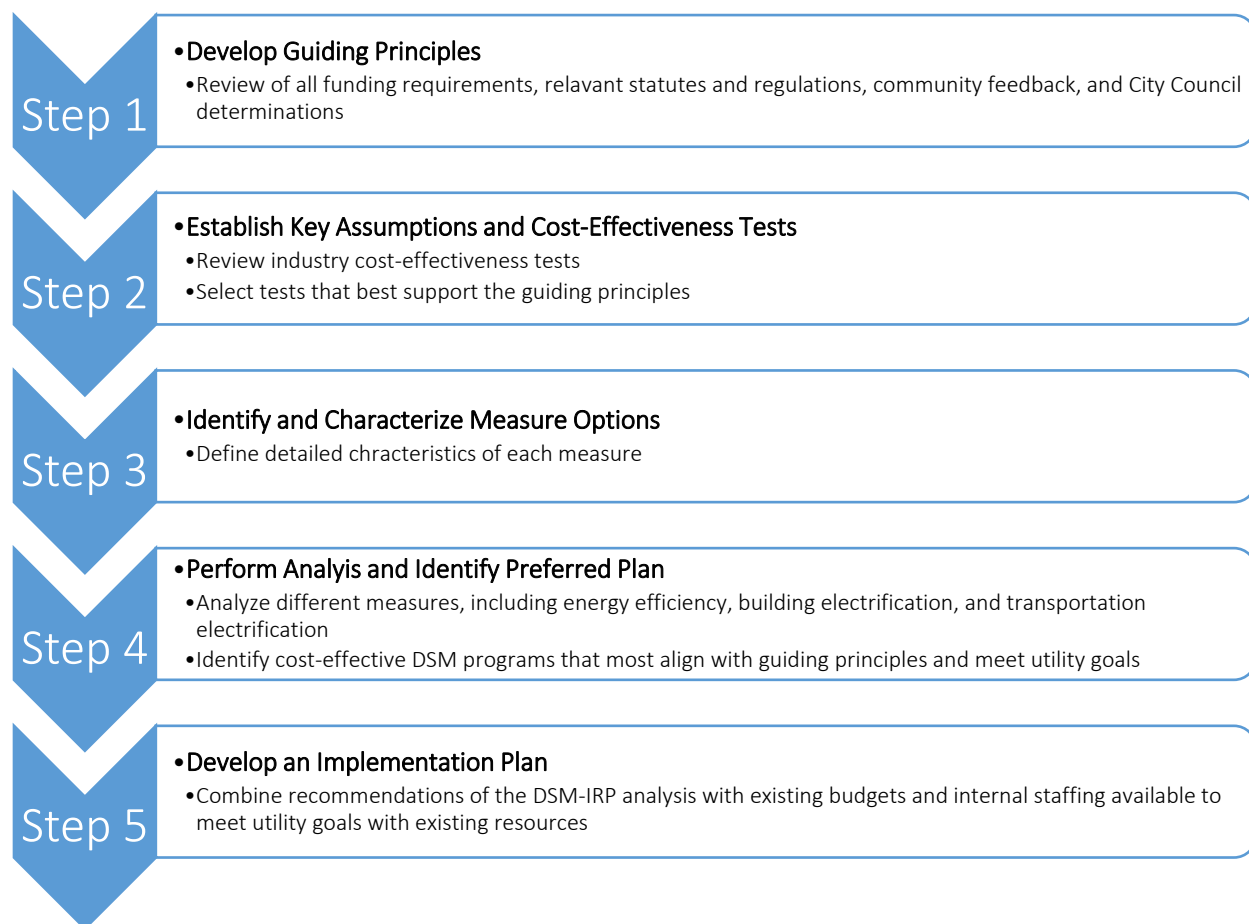 Step 1
•Develop Guiding Principles
•Review of all funding requirements, relavant statutes and regulations, community feedback, and City Council
determinations
Step 2
•Establish Key Assumptions and Cost-Effectiveness Tests
•Review industry cost-effectiveness tests
•Select tests that best support the guiding principles
Step 3
•Identify and Characterize Measure Options
•Define detailed chracteristics of each measure
Step 4
•Perform Analyis and Identify Preferred Plan
•Analyze different measures, including energy efficiency, building electrification, and transportation
electrification
•Identify cost-effective DSM programs that most align with guiding principles and meet utility goals
Step 5
•Develop an Implementation Plan
•Combine recommendations of the DSM-IRP analysis with existing budgets and internal staffing available to
meet utility goals with existing resources